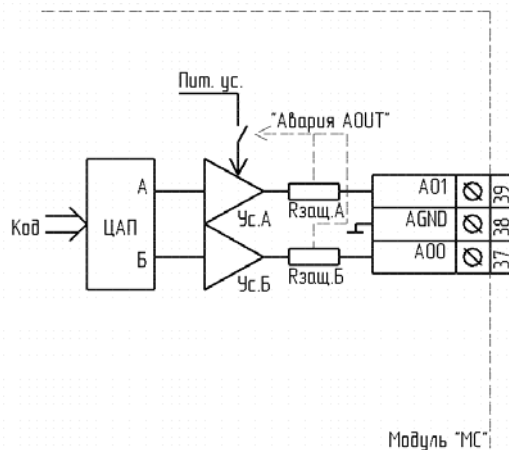 Пит. ус.
"Авария AOUT"
А
AO1
39
Rзащ.А
Ус.А
Код
ЦАП
AGND
38
Б
AO0
37
Ус.Б
Rзащ.Б
Модуль "МС"